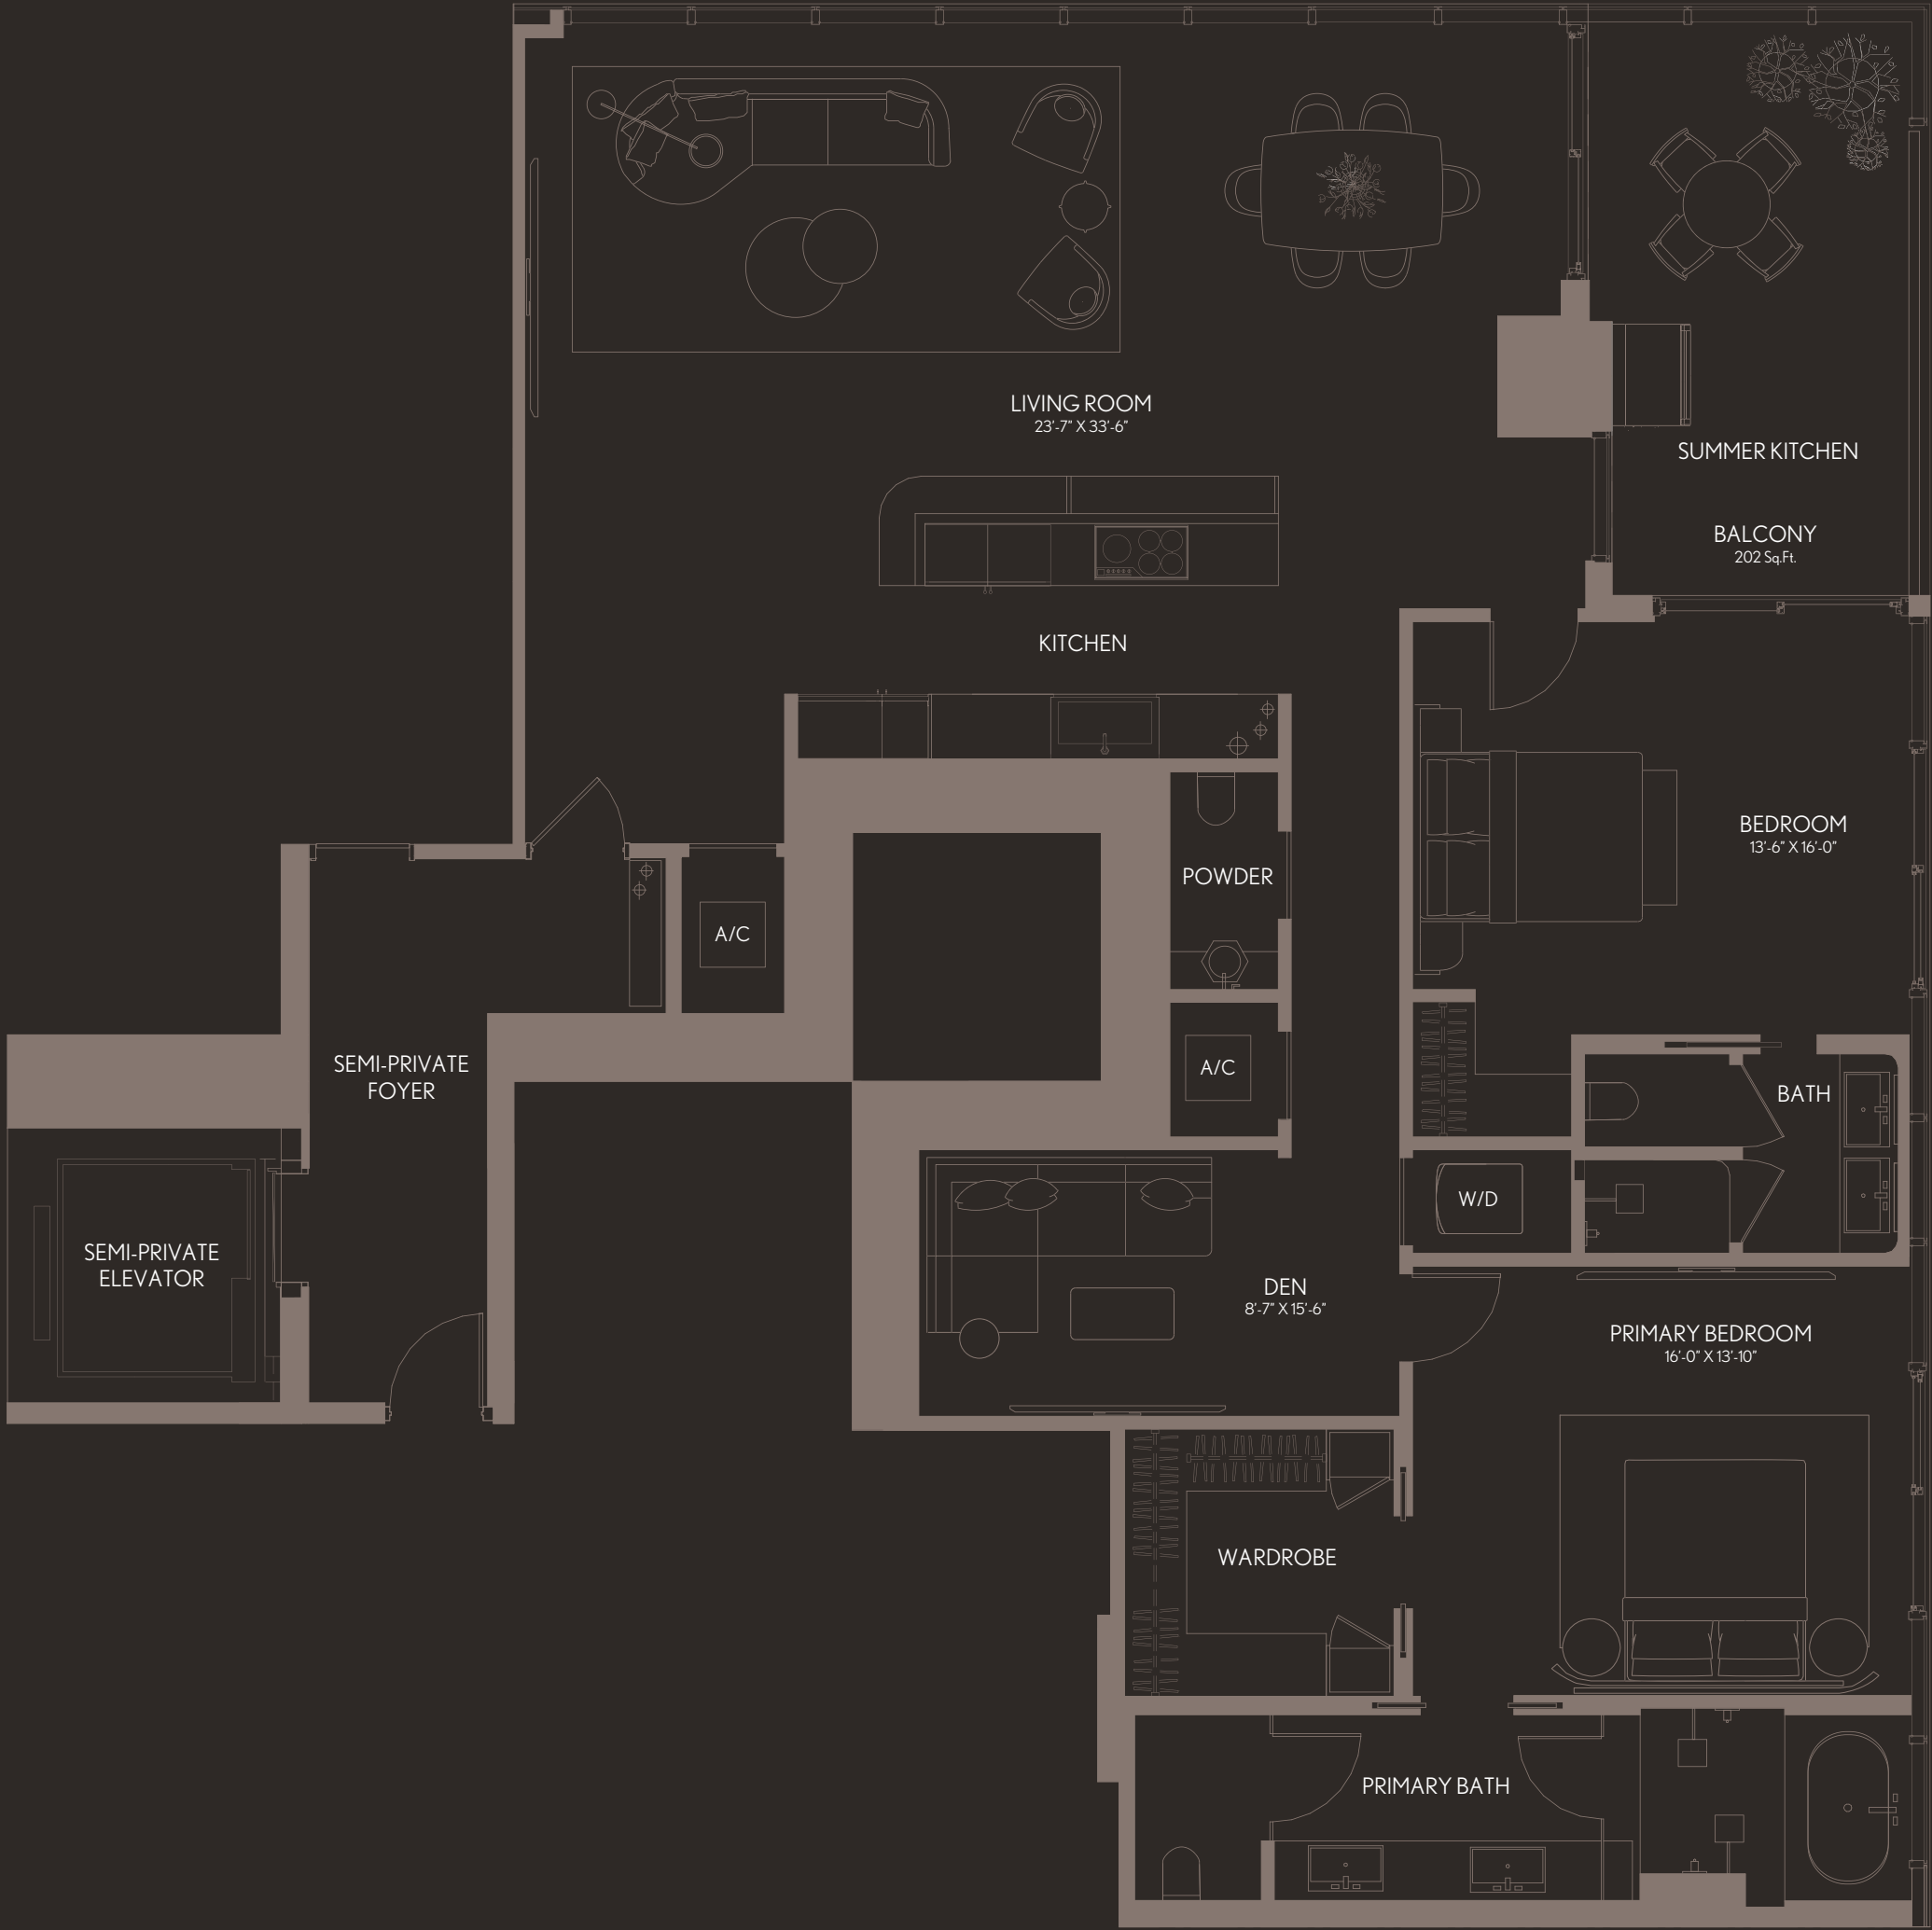 LIVING ROOM
23'-7" X 33'-6"
SUMMER KITCHEN
BALCONY
202 Sq.Ft.
KITCHEN
BEDROOM
13'-6" X 16'-0"
POWDER
A/C
SEMI-PRIVATE
FOYER
A/C
BATH
W/D
SEMI-PRIVATE
ELEVATOR
DEN
8'-7" X 15'-6"
PRIMARY BEDROOM
16'-0" X 13'-10"
WARDROBE
PRIMARY BATH